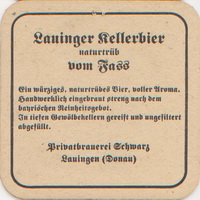 Lauinger Kellerbier
naturtrüb
vom Fass
Ein würziges, naturtrübes Bier, voller Aroma.
Handwerklich eingebraut streng nach dem
bayrischen Reinheitsgebot.
In tiefen Gewölbekellern gereift und ungefiltert
abgefüllt.
Privatbrauerei Schwarz
Lauingen (Donau)